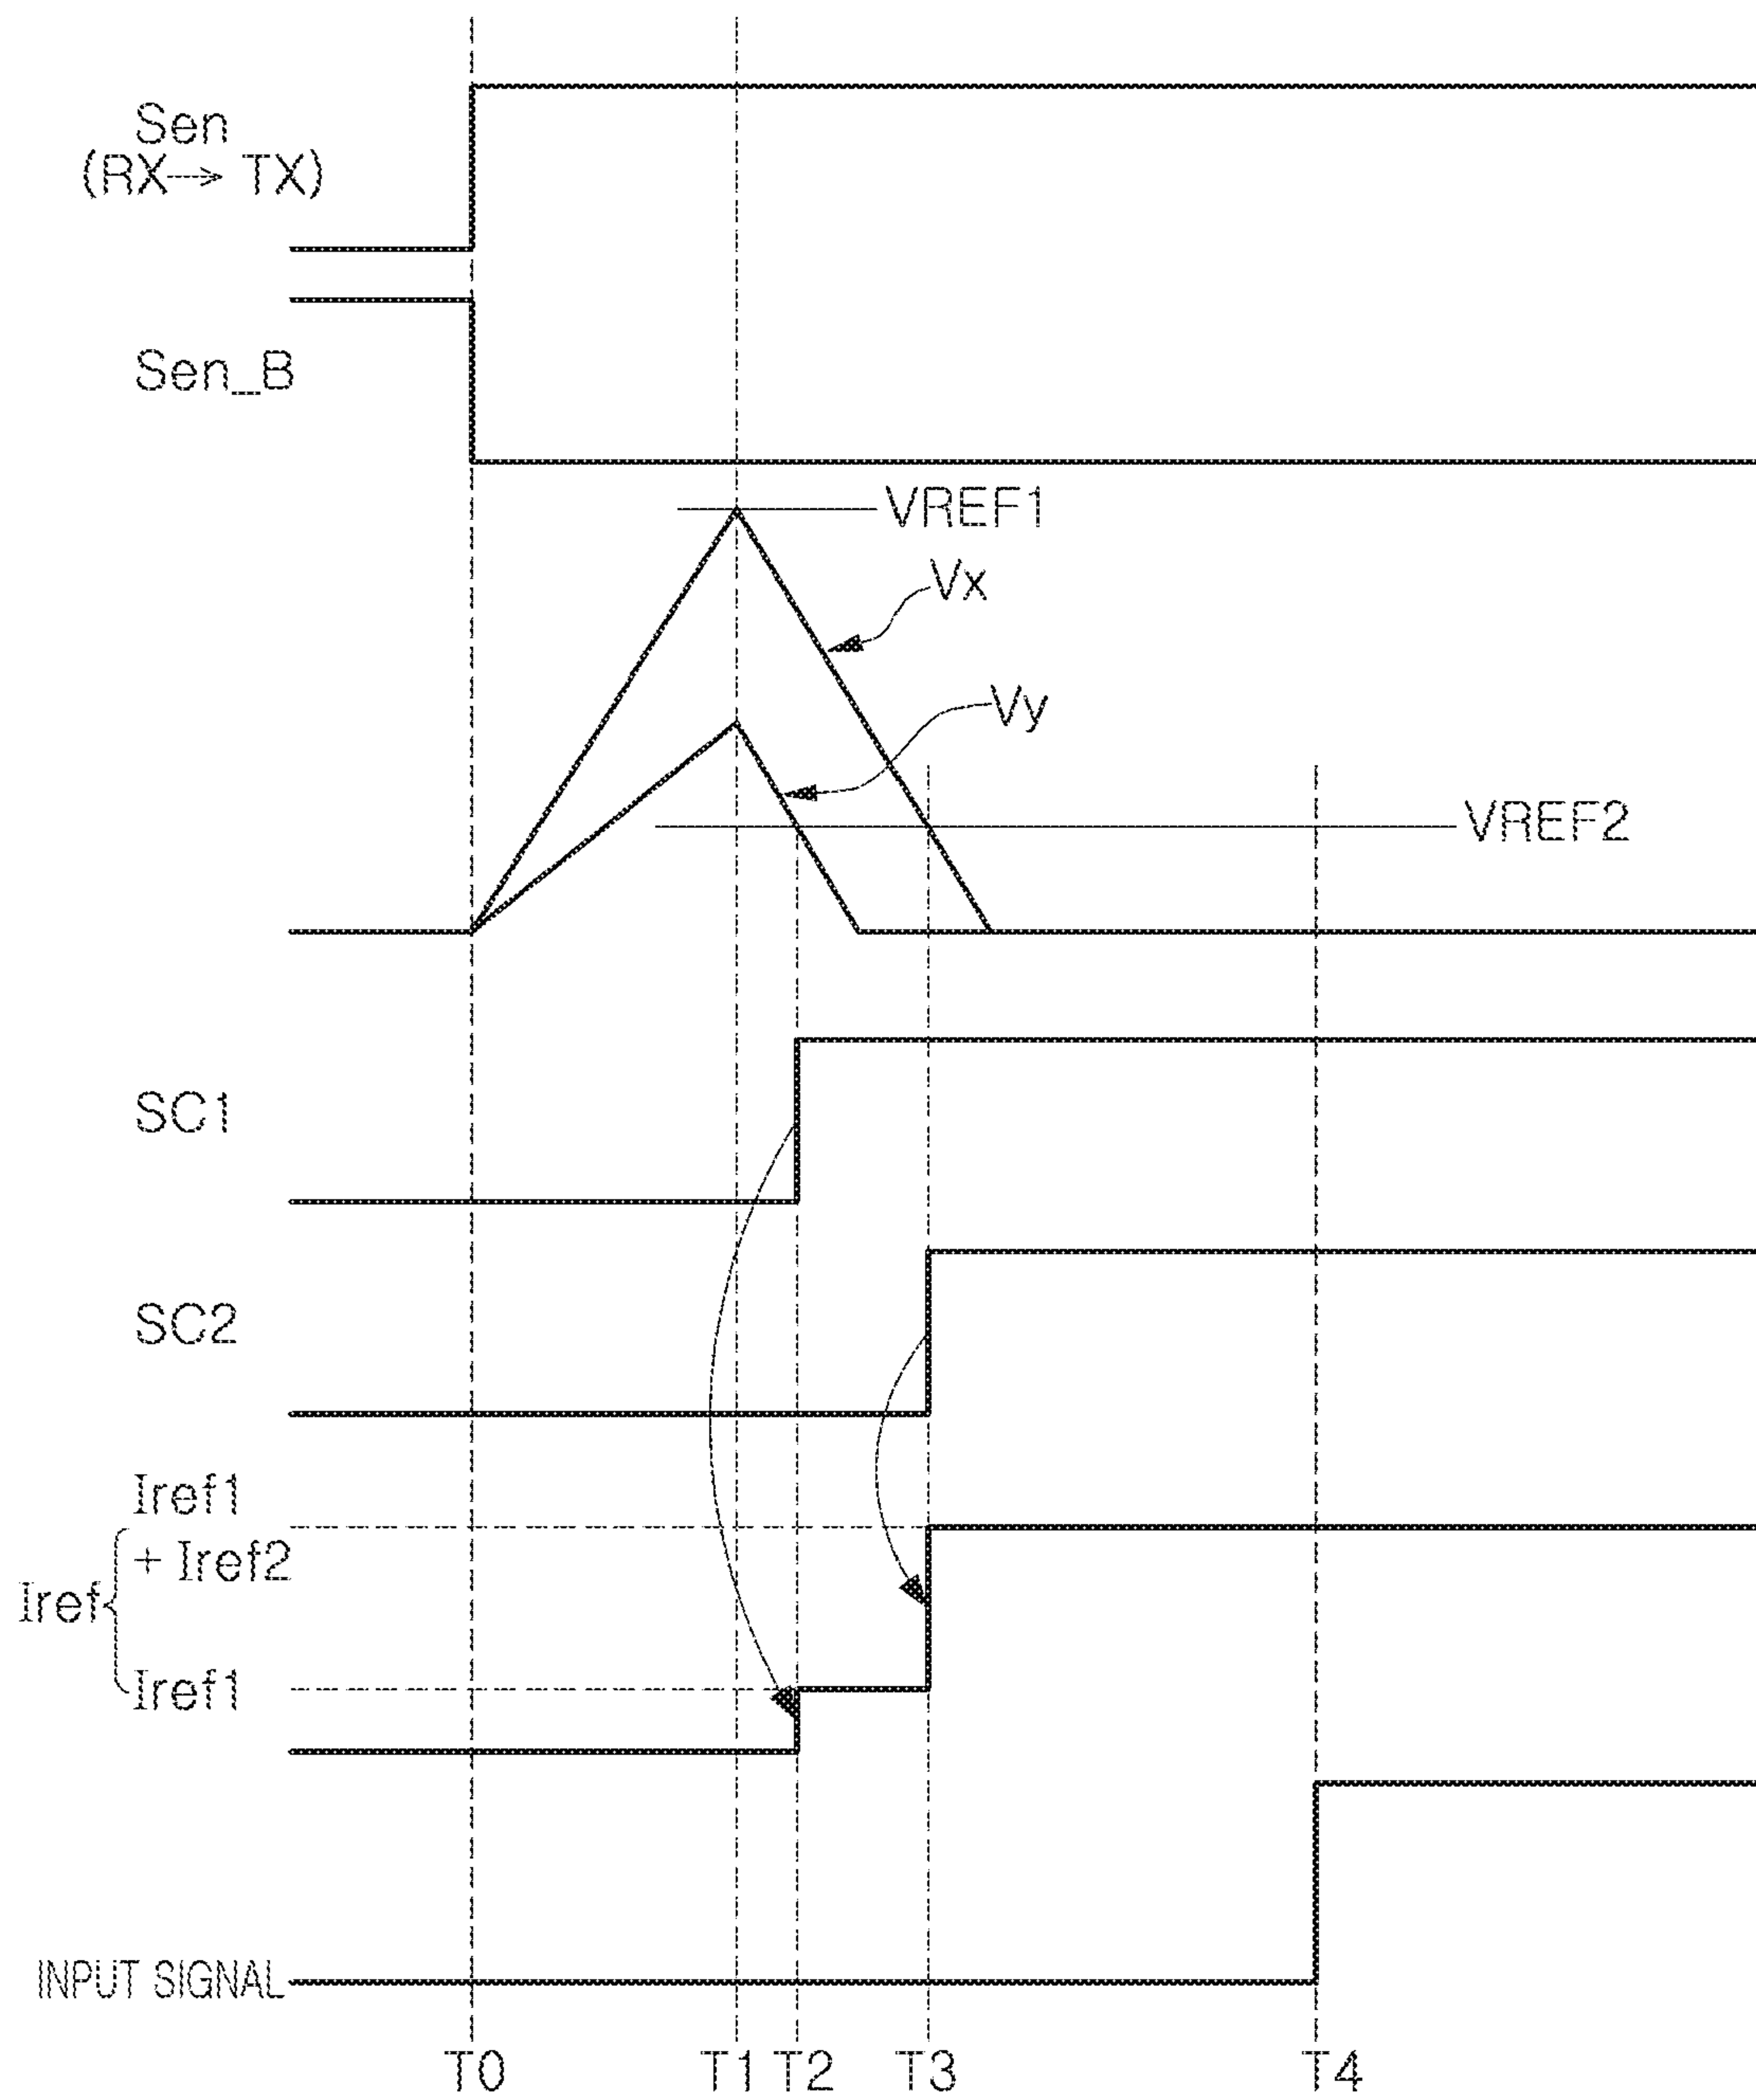 Sen
(RX→ TX)
Sen_B
VREF1
Vx
Vy
VREF2
SC1
SC2
Iref1
+ Iref2
Iref
Iref1
INPUT SIGNAL
T0 T1 T2 T3 T4